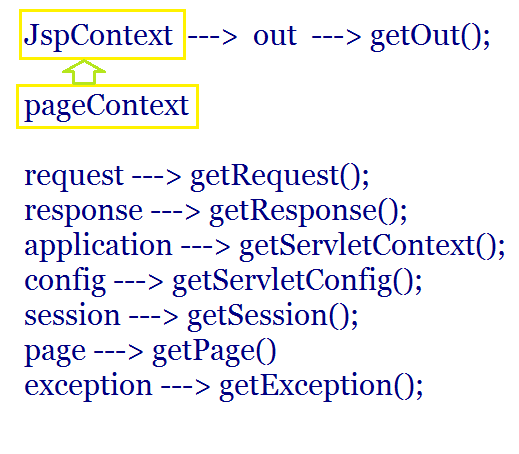 JspContext ---> out ---> getOut();
pageContext
request ---> getRequest();
response ---> getResponse();
application ---> getServletContext();
config ---> getServletConfig();
session ---> getSession();
page ---> getPage()
exception ---> getException();